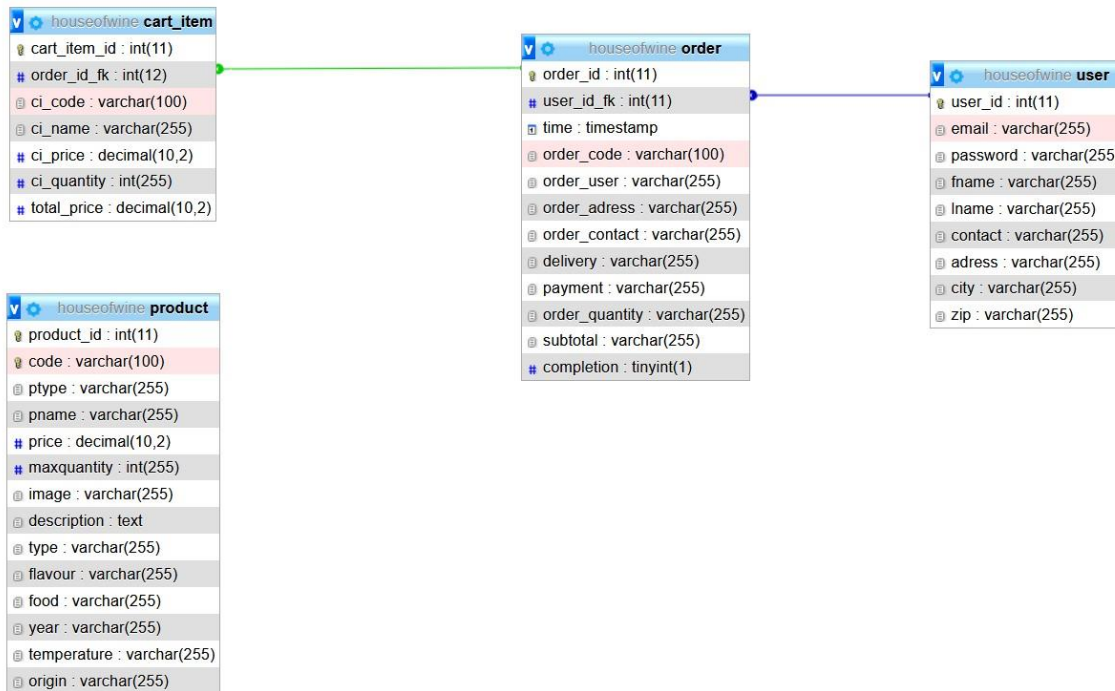 v houseofwine cart_item
cart_item_id : int(11)
# order_id_fk : int(12)
ci_code : varchar(100)
ci_name : varchar(255)
# ci_price : decimal(10,2)
# ci_quantity : int(255)
# total_price : decimal(10,2)
v houseofwine order
order_id : int(11)
# user_id_fk : int(11)
time : timestamp
order_code : varchar(100)
order_user : varchar(255)
order_adress : varchar(255)
order_contact : varchar(255)
delivery : varchar(255)
payment : varchar(255)
order_quantity : varchar(255)
subtotal : varchar(255)
# completion : tinyint(1)
v houseofwine user
user_id : int(11)
email : varchar(255)
password : varchar(255
fname : varchar(255)
lname : varchar(255)
contact : varchar(255)
adress : varchar(255)
city : varchar(255)
zip : varchar(255)
v houseofwine product
product_id : int(11)
code : varchar(100)
ptype : varchar(255)
pname : varchar(255)
# price : decimal(10,2)
# maxquantity : int(255)
image : varchar(255)
description : text
type : varchar(255)
flavour : varchar(255)
food : varchar(255)
year : varchar(255)
temperature : varchar(255)
origin : varchar(255)